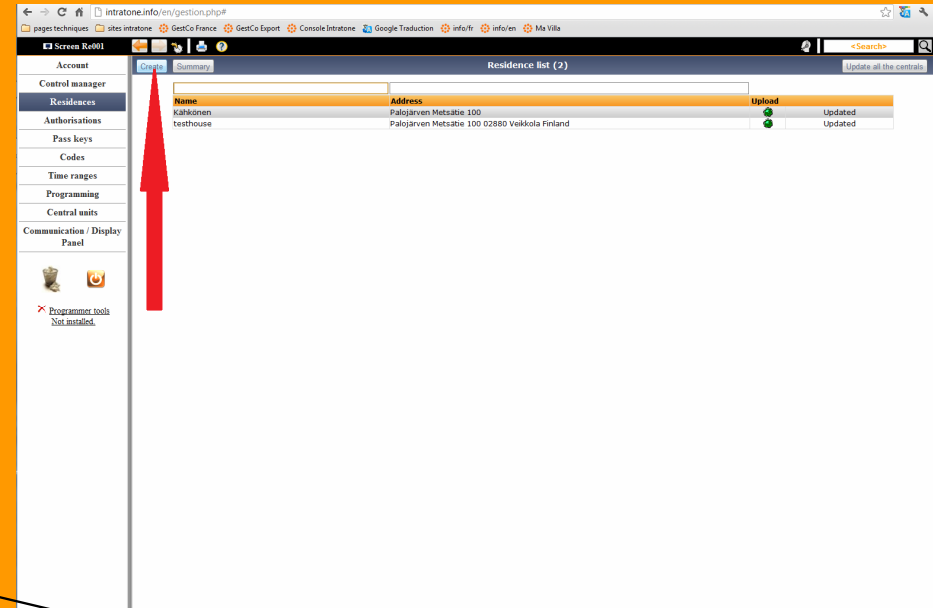 intratone.info/en/gestion.php#
pages techniques sites intratone GestCo France GestCo Export Console Intratone Google Traduction info/fr info/en Ma Villa
Screen Re001 <Search>
Account
Create Summary Residence list (2) Update all the centrals
Control manager
Residences
Authorisations
Pass keys
Codes
Time ranges
Programming
Central units
Communication / Display
Panel
Programmer tools
Not installed.
Name Address Upload
Kähkönen Palojärven Metsätie 100 Updated
testhouse Palojärven Metsätie 100 02880 Veikkola Finland Updated